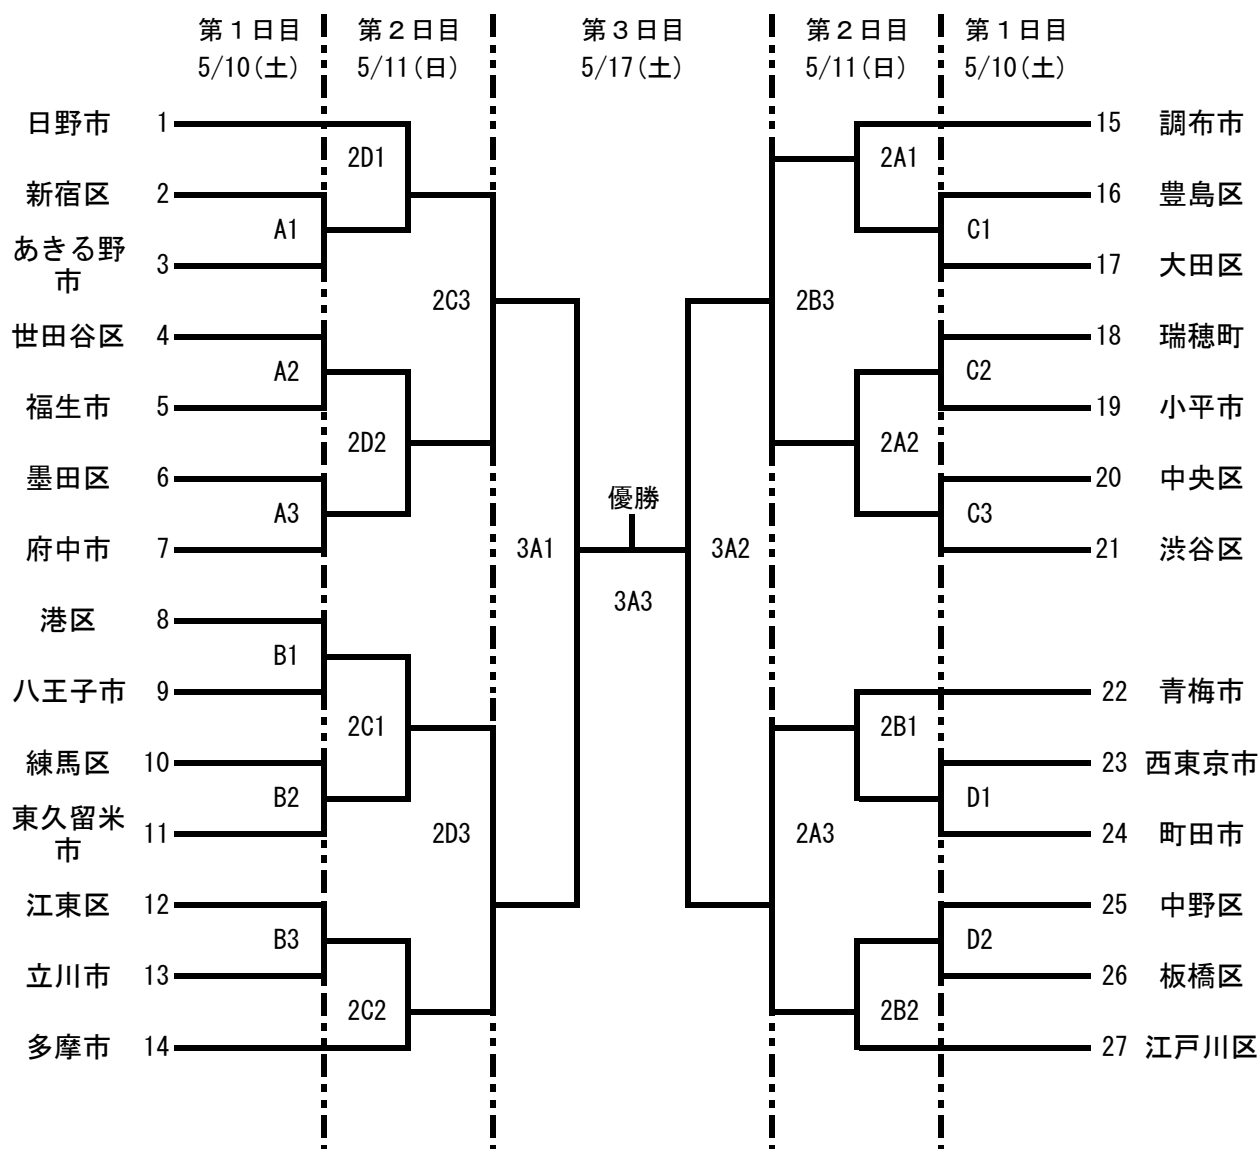 第１日目 第２日目 第３日目 第２日目 第１日目
5/10(土) 5/11(日) 5/17(土) 5/11(日) 5/10(土)
日野市 1 15 調布市
2D1 2A1
新宿区 2 16 豊島区
A1 C1
あきる野
市 3 17 大田区
2C3 2B3
世田谷区 4 18 瑞穂町
A2 C2
福生市 5 19 小平市
2D2 2A2
墨田区 6 20 中央区
優勝
A3 C3
府中市 7 21 渋谷区
3A1 3A2
3A3
港区 8
B1
八王子市 9 22 青梅市
2C1 2B1
練馬区 10 23 西東京市
B2 D1
東久留米
市 11 24 町田市
2D3 2A3
江東区 12 25 中野区
B3 D2
立川市 13 26 板橋区
2C2 2B2
多摩市 14 27 江戸川区